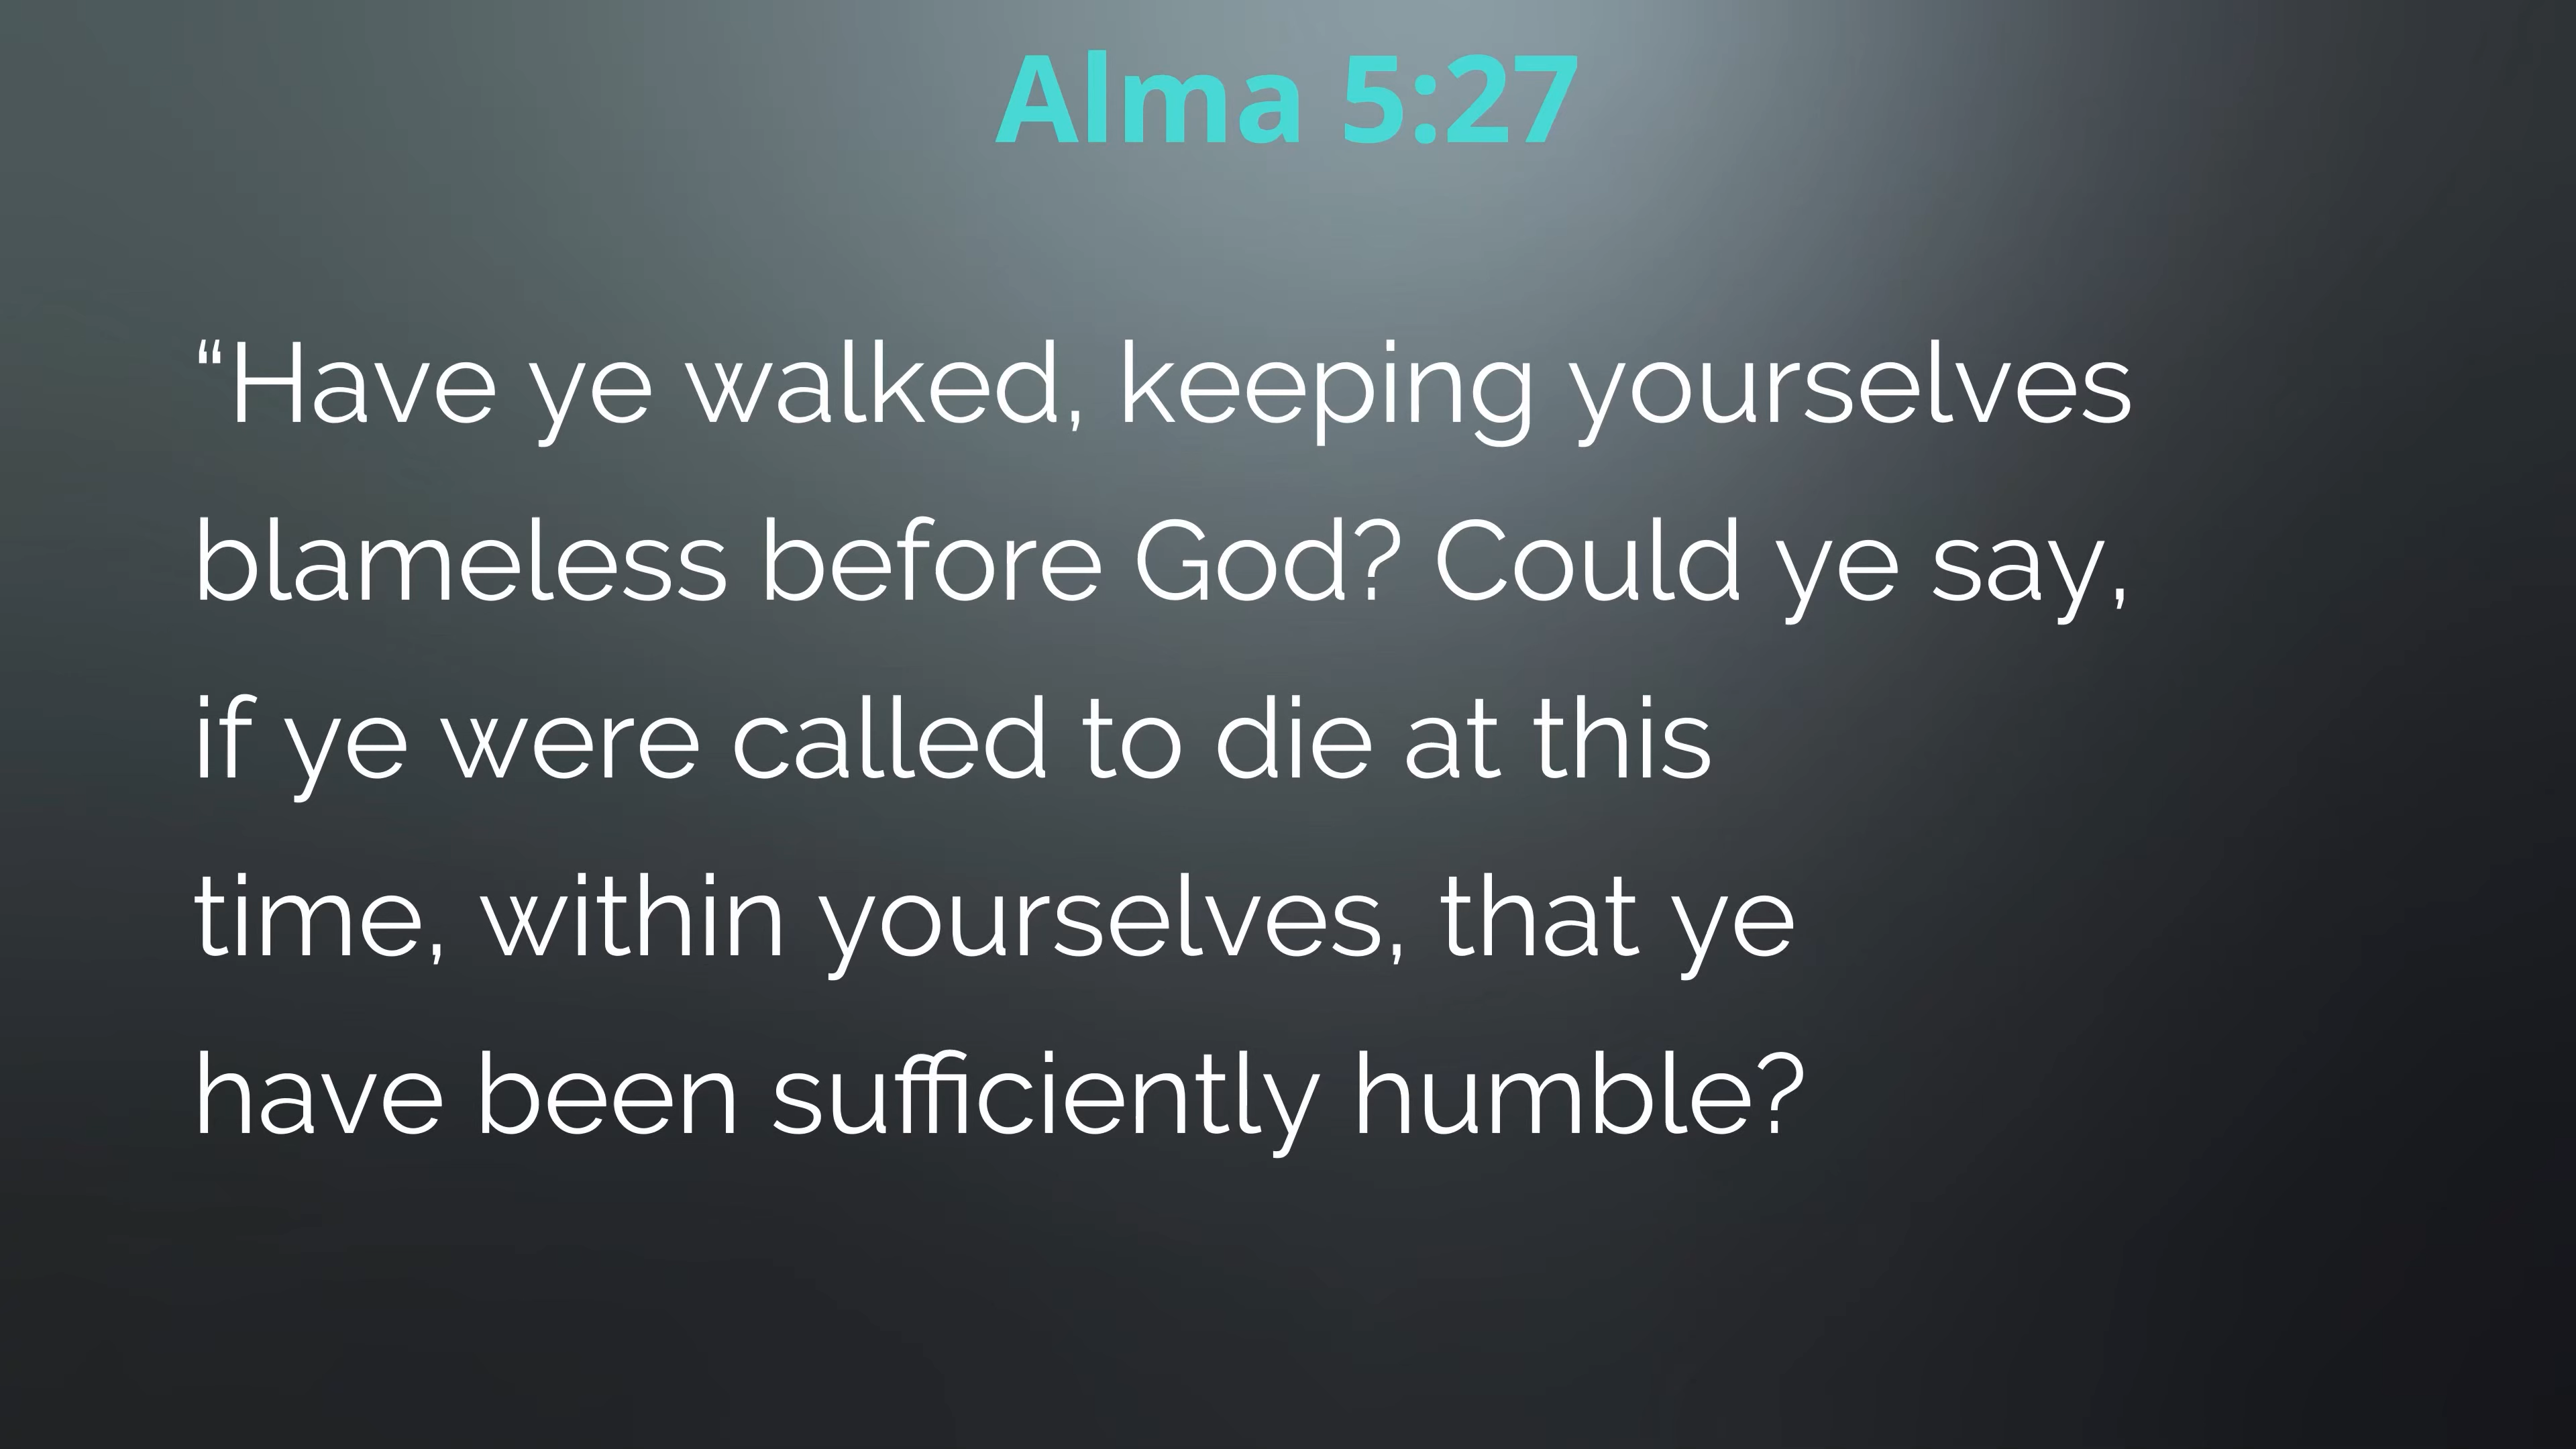 Alma 5:27
“Have ye walked, keeping yourselves
blameless before God? Could ye say,
if ye were called to die at this
time, within yourselves, that ye
have been sufficiently humble?